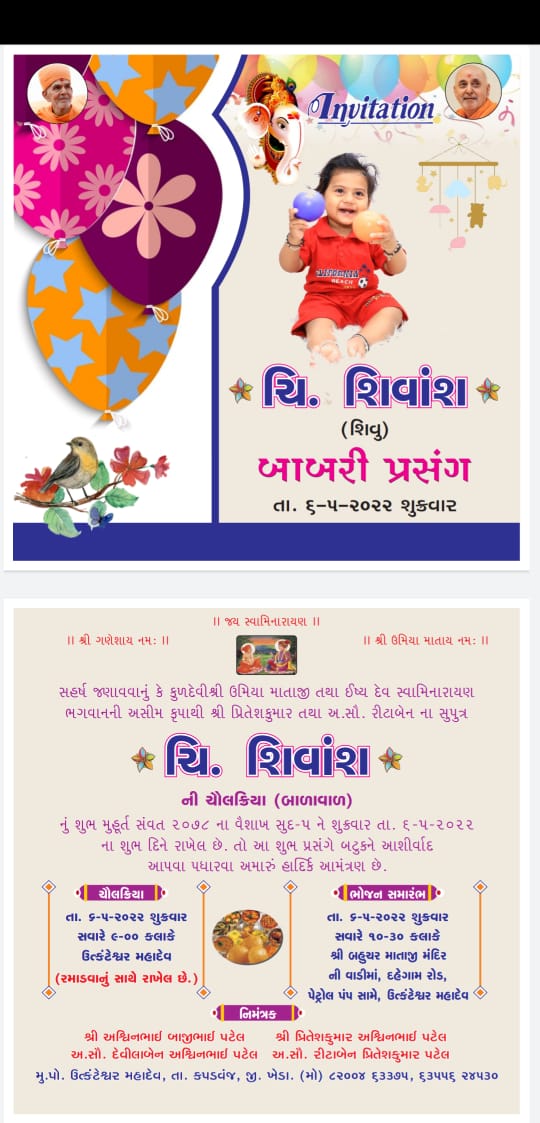 Invitation
ચિ. શિવાંશ
(શિવુ)
બાબરી પ્રસંગ
તા. ૬-૫-૨૦૨૨ શુક્રવાર
।। જય સ્વામિનારાયણ ।।
।। શ્રી ગણેશાય નમઃ ।।
।। શ્રી ઉમિયા માતાય નમઃ ।।
સહર્ષ જણાવવાનું કે કુળદેવીશ્રી ઉમિયા માતાજી તથા ઈષ્ય દેવ સ્વામિનારાયણ
ભગવાનની અસીમ કૃપાથી શ્રી પ્રિતેશકુમાર તથા અ.સૌ. રીટાબેન ના સુપુત્ર
ચિ. શિવાંશ
ની ચૌલક્રિયા (બાળાવાળ)
નું શુભ મુહૂર્ત સંવત ૨૦૭૮ ના વૈશાખ સુદ-૫ ને શુક્રવાર તા. ૬-૫-૨૦૨૨
ના શુભ દિને રાખેલ છે. તો આ શુભ પ્રસંગે બટુકને આશીર્વાદ
આપવા પધારવા અમારું હાર્દિક આમંત્રણ છે.
ચૌલક્રિયા
તા. ૬-૫-૨૦૨૨ શુક્રવાર
સવારે ૯-૦૦ કલાકે
ઉત્કંટેશ્વર મહાદેવ
(રમાડવાનું સાથે રાખેલ છે.)
ભોજન સમારંભ
તા. ૬-૫-૨૦૨૨ શુક્રવાર
સવારે ૧૦-૩૦ કલાકે
શ્રી બહુચર માતાજી મંદિર
ની વાડીમાં, દહેગામ રોડ,
પેટ્રોલ પંપ સામે, ઉત્કંટેશ્વર મહાદેવ
નિમંત્રક
શ્રી અશ્વિનભાઈ બાજીભાઈ પટેલ શ્રી પ્રિતેશકુમાર અશ્વિનભાઈ પટેલ
અ.સૌ. દેવીલાબેન અશ્વિનભાઈ પટેલ અ.સૌ. રીટાબેન પ્રિતેશકુમાર પટેલ
મુ.પો. ઉત્કંટેશ્વર મહાદેવ, તા. કપડવંજ, જી. ખેડા. (મો) ૮૨૦૦૪ ૬૩૩૭૫, ૬૩૫૫૬ ૨૪૫૩૦